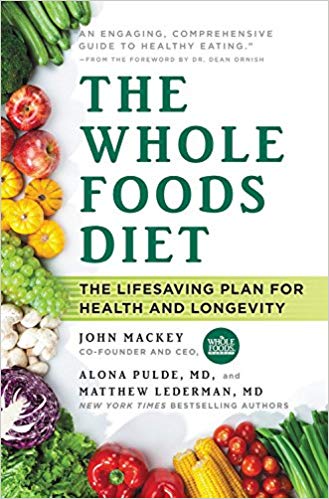 AN ENGAGING, COMPREHENSIVE
GUIDE TO HEALTHY EATING."
—FROM THE FOREWORD BY DR. DEAN ORNISH
THE
WHOLE
FOODS
DIET
THE LIFESAVING PLAN FOR
HEALTH AND LONGEVITY
JOHN MACKEY
CO-FOUNDER AND CEO,
WHOLE
FOODS
ALONA PULDE, MD, and
MATTHEW LEDERMAN, MD
NEW YORK TIMES BESTSELLING AUTHORS